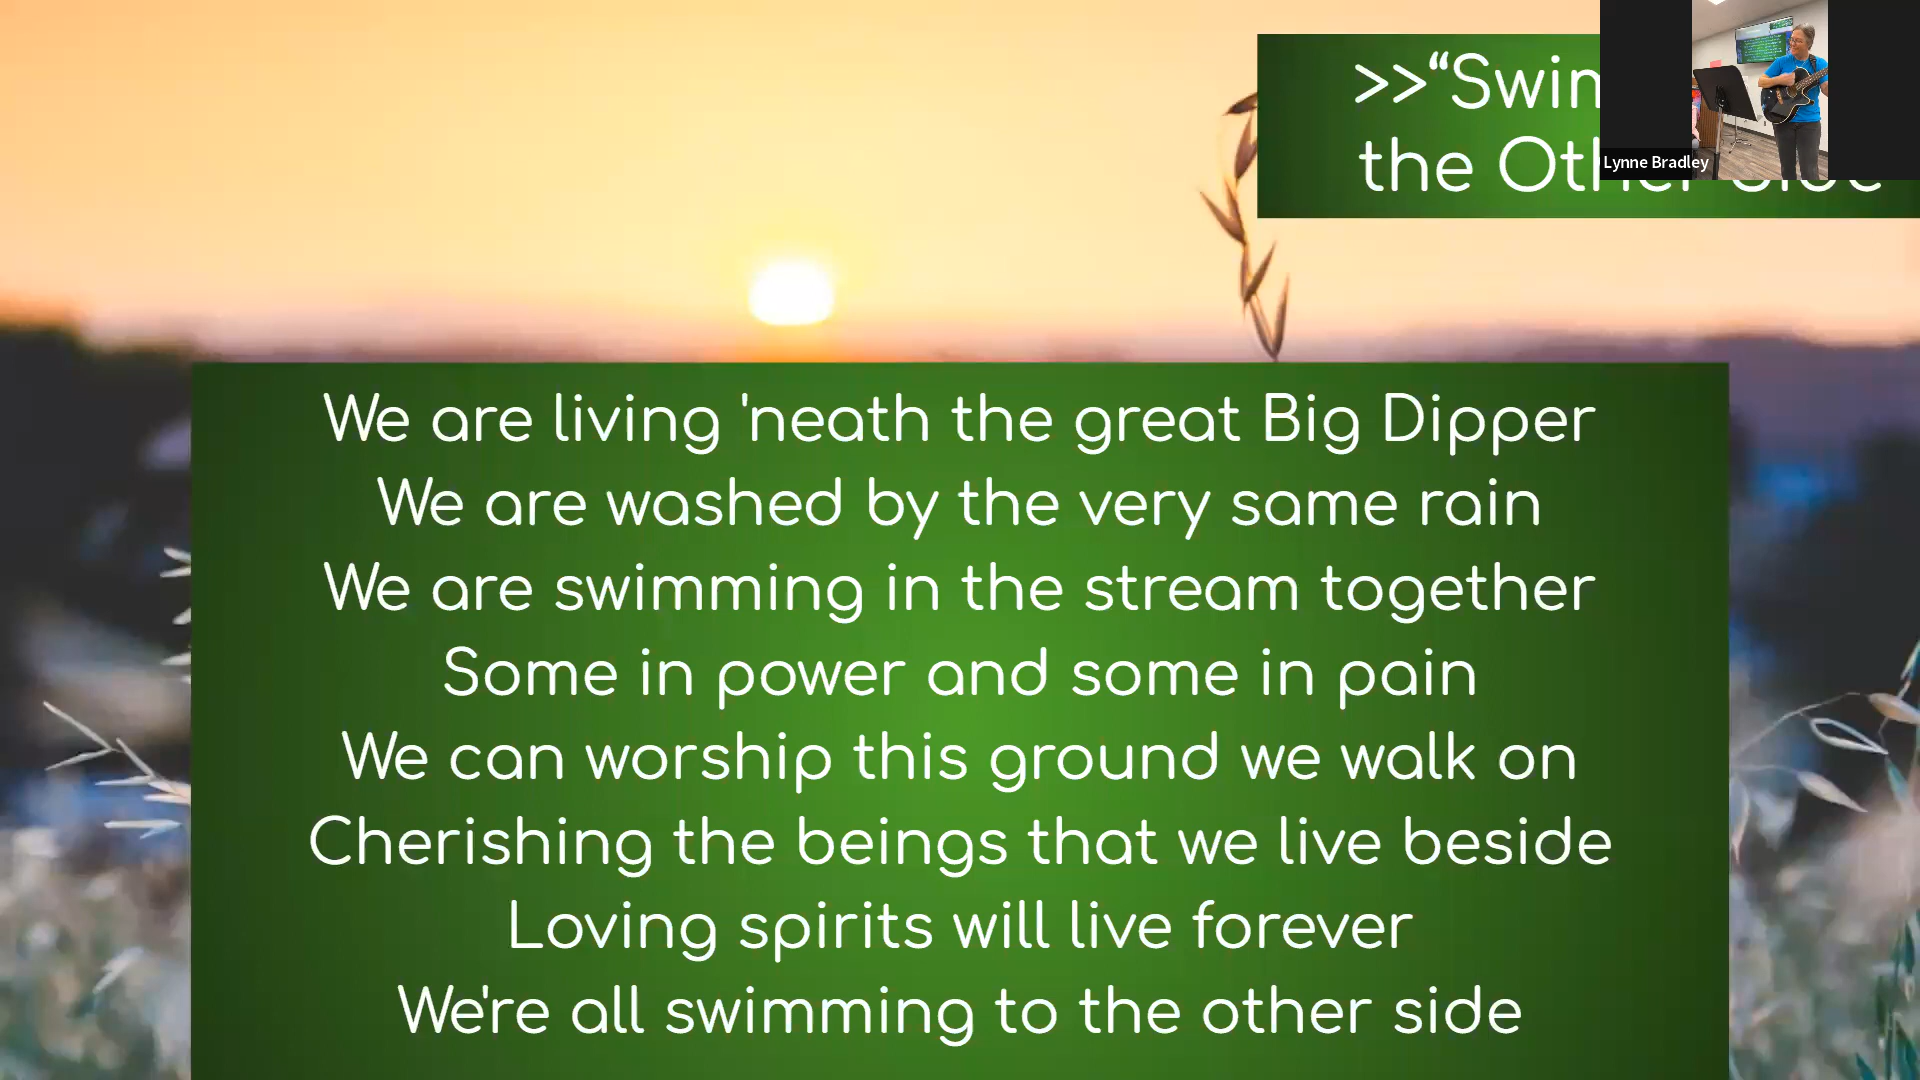 >>“Swim
the Other Side
Lynne Bradley
We are living 'neath the great Big Dipper
We are washed by the very same rain
We are swimming in the stream together
Some in power and some in pain
We can worship this ground we walk on
Cherishing the beings that we live beside
Loving spirits will live forever
We're all swimming to the other side